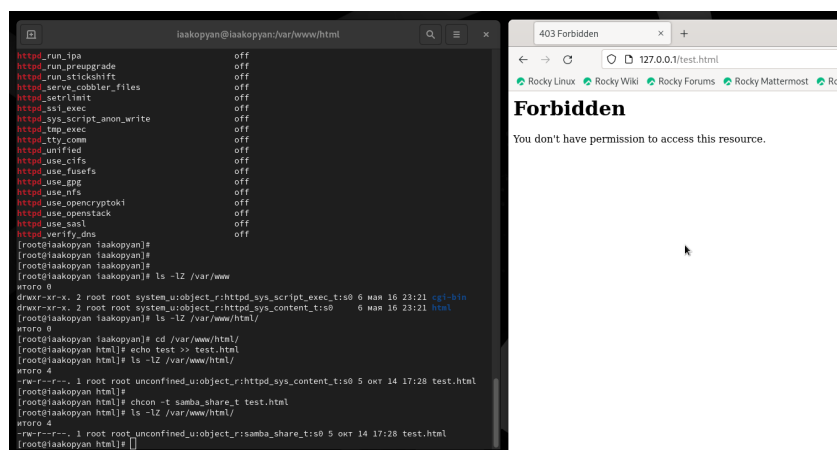 iaakopyan@iaakopyan:/var/www/html
httpd_run_ipa off
httpd_run_preupgrade off
httpd_run_stickshift off
httpd_serve_cobbler_files off
httpd_setrlimit off
httpd_ssi_exec off
httpd_sys_script_anon_write off
httpd_tmp_exec off
httpd_tty_comm off
httpd_unified off
httpd_use_cifs off
httpd_use_fusefs off
httpd_use_gpg off
httpd_use_nfs off
httpd_use_opencryptoki off
httpd_use_openstack off
httpd_use_sasl off
httpd_verify_dns off
[root@iaakopyan iaakopyan]#
[root@iaakopyan iaakopyan]#
[root@iaakopyan iaakopyan]#
[root@iaakopyan iaakopyan]# ls -lZ /var/www
итого 0
drwxr-xr-x. 2 root root system_u:object_r:httpd_sys_script_exec_t:s0 6 мая 16 23:21 cgi-bin
drwxr-xr-x. 2 root root system_u:object_r:httpd_sys_content_t:s0 6 мая 16 23:21 html
[root@iaakopyan iaakopyan]# ls -lZ /var/www/html/
итого 0
[root@iaakopyan iaakopyan]# cd /var/www/html/
[root@iaakopyan html]# echo test >> test.html
[root@iaakopyan html]# ls -lZ /var/www/html/
итого 4
-rw-r--r--. 1 root root unconfined_u:object_r:httpd_sys_content_t:s0 5 окт 14 17:28 test.html
[root@iaakopyan html]#
[root@iaakopyan html]# chcon -t samba_share_t test.html
[root@iaakopyan html]# ls -lZ /var/www/html/
итого 4
-rw-r--r--. 1 root root unconfined_u:object_r:samba_share_t:s0 5 окт 14 17:28 test.html
[root@iaakopyan html]#
403 Forbidden
127.0.0.1/test.html
Rocky Linux Rocky Wiki Rocky Forums Rocky Mattermost Ro
Forbidden
You don't have permission to access this resource.